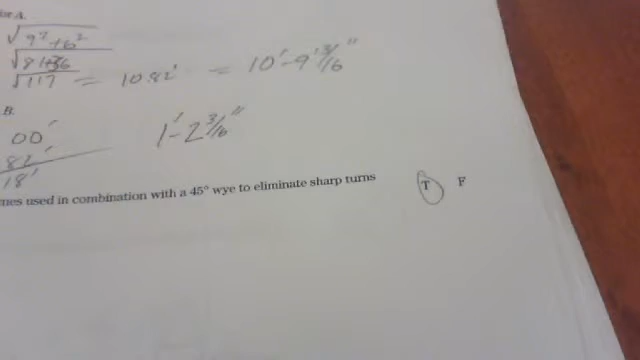 for A.
√9² + 6²
√81+36
√117 = 10.82' = 10'-9 13/16"
B.
00'
82' 1'-2 3/16"
18'
mes used in combination with a 45° wye to eliminate sharp turns T F